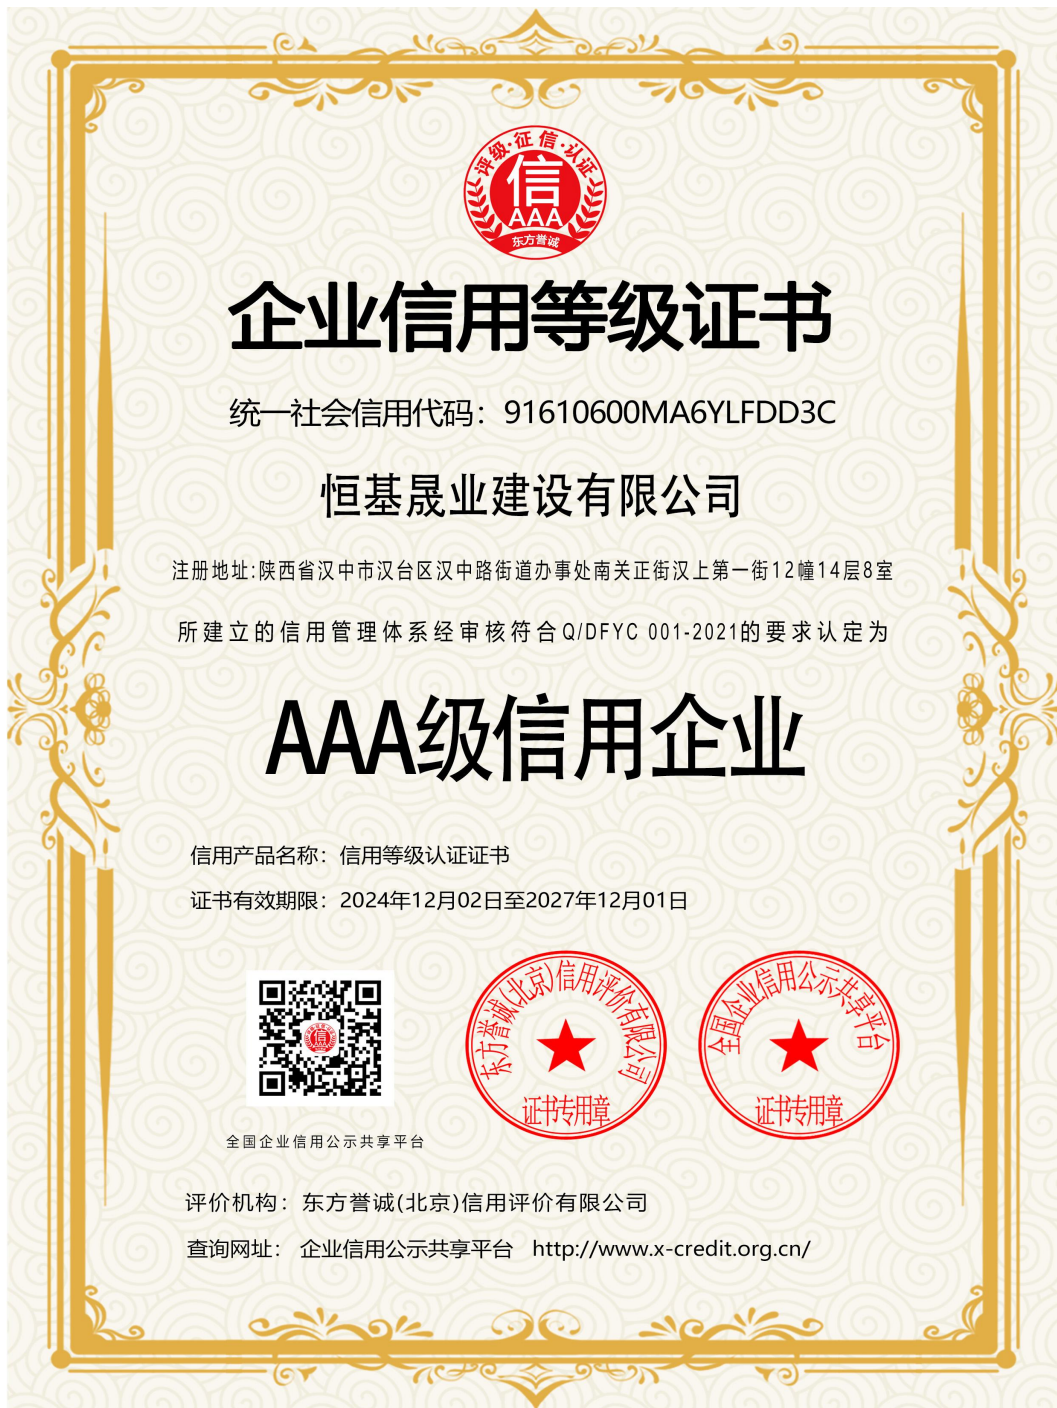 评级·征信·认证
信
AAA
东方誉诚
企业信用等级证书
统一社会信用代码：91610600MA6YLFDD3C
恒基晟业建设有限公司
注册地址:陕西省汉中市汉台区汉中路街道办事处南关正街汉上第一街12幢14层8室
所建立的信用管理体系经审核符合Q/DFYC 001-2021的要求认定为
AAA级信用企业
信用产品名称：信用等级认证证书
证书有效期限：2024年12月02日至2027年12月01日
信
东方誉诚(北京)信用评价有限公司
证书专用章
全国企业信用公示共享平台
证书专用章
全国企业信用公示共享平台
评价机构：东方誉诚(北京)信用评价有限公司
查询网址： 企业信用公示共享平台 http://www.x-credit.org.cn/